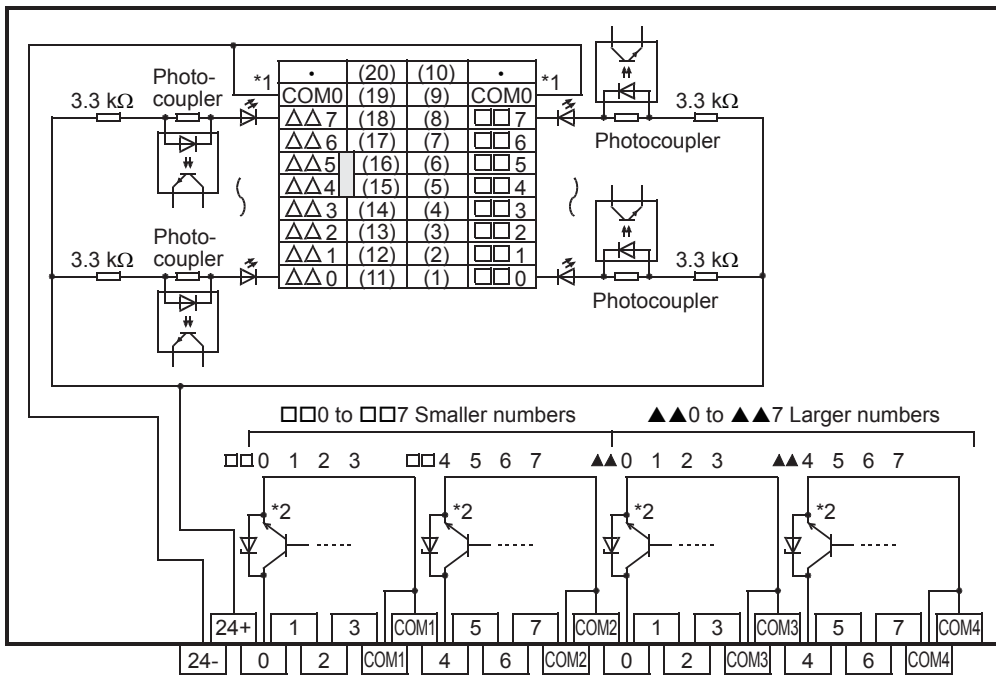 Photo-
coupler
3.3 kΩ
*1
• (20) (10) •
COM0 (19) (9) COM0
△△7 (18) (8) □□7
△△6 (17) (7) □□6
△△5 (16) (6) □□5
△△4 (15) (5) □□4
△△3 (14) (4) □□3
△△2 (13) (3) □□2
△△1 (12) (2) □□1
△△0 (11) (1) □□0
*1
3.3 kΩ
Photocoupler
Photo-
coupler
3.3 kΩ
3.3 kΩ
Photocoupler
□□0 to □□7 Smaller numbers ▲▲0 to ▲▲7 Larger numbers
□□0 1 2 3 □□4 5 6 7 ▲▲0 1 2 3 ▲▲4 5 6 7
*2 *2 *2 *2
24+ 1 3 COM1 5 7 COM2 1 3 COM3 5 7 COM4
24- 0 2 COM1 4 6 COM2 0 2 COM3 4 6 COM4